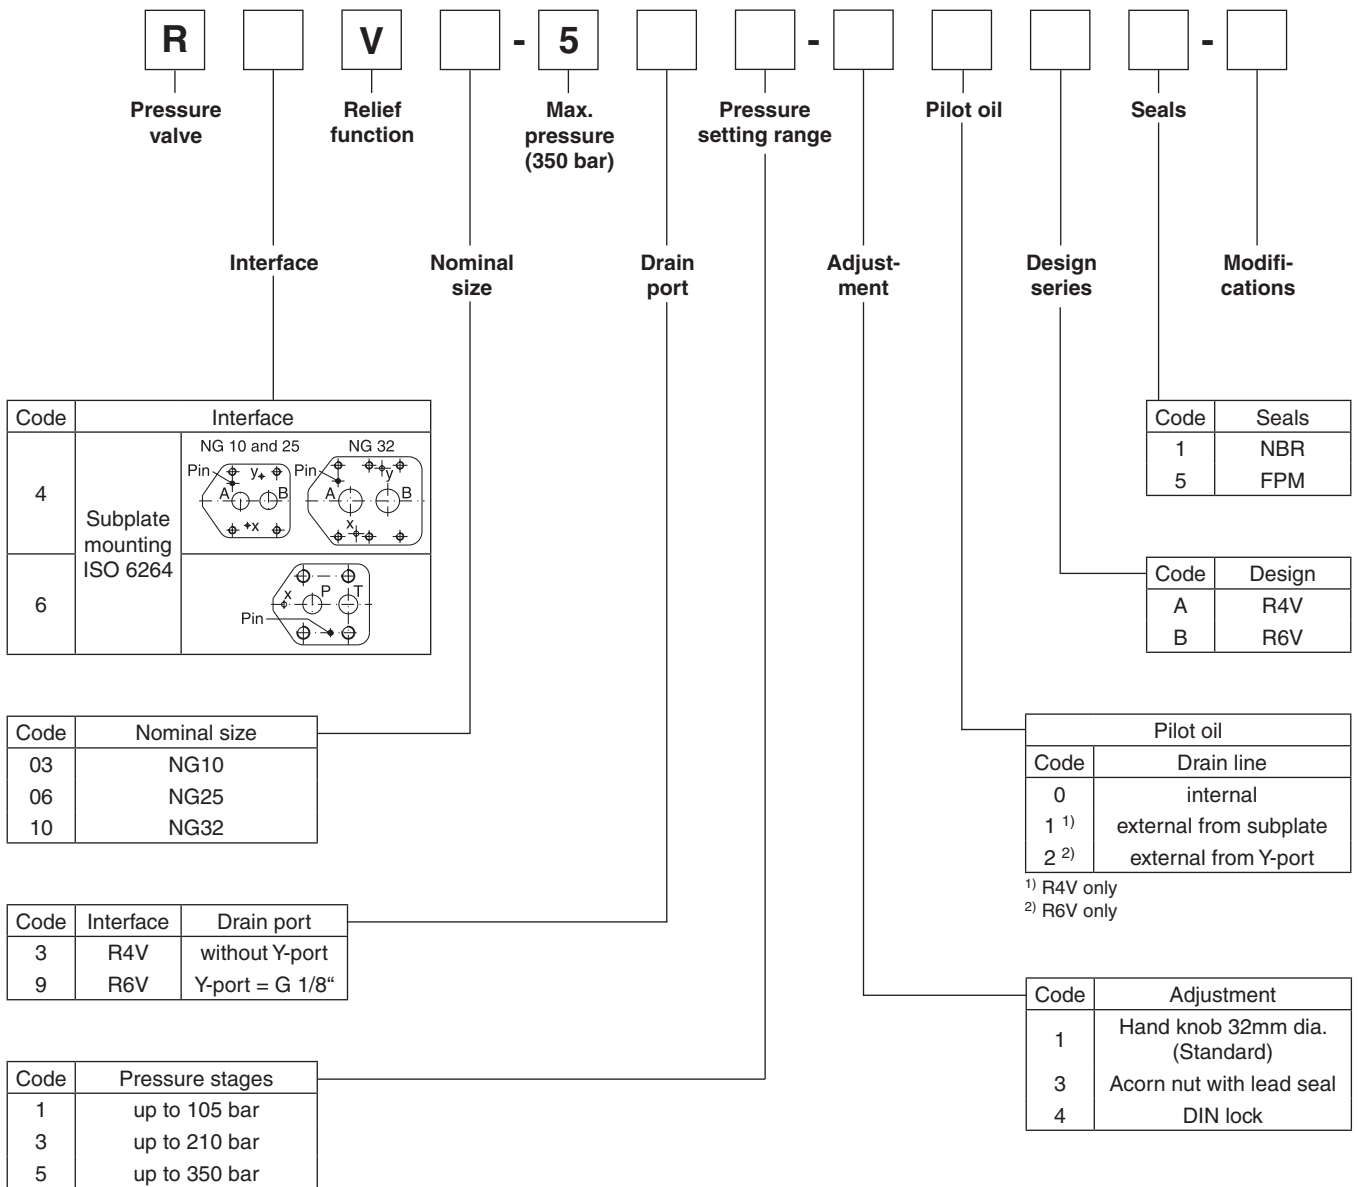 R V - 5 - -
Pressure valve
Relief function
Max. pressure (350 bar)
Pressure setting range
Pilot oil
Seals
Interface
Nominal size
Drain port
Adjust- ment
Design series
Modifi- cations
Code Interface
NG 10 and 25 NG 32
Pin y A B x
Pin y A B x
4
Subplate mounting ISO 6264
6
x P T
Pin
Code Seals
1 NBR
5 FPM
Code Design
A R4V
B R6V
Code Nominal size
03 NG10
06 NG25
10 NG32
Pilot oil
Code Drain line
0 internal
1 1) external from subplate
2 2) external from Y-port
1) R4V only
2) R6V only
Code Interface Drain port
3 R4V without Y-port
9 R6V Y-port = G 1/8“
Code Adjustment
1 Hand knob 32mm dia. (Standard)
3 Acorn nut with lead seal
4 DIN lock
Code Pressure stages
1 up to 105 bar
3 up to 210 bar
5 up to 350 bar